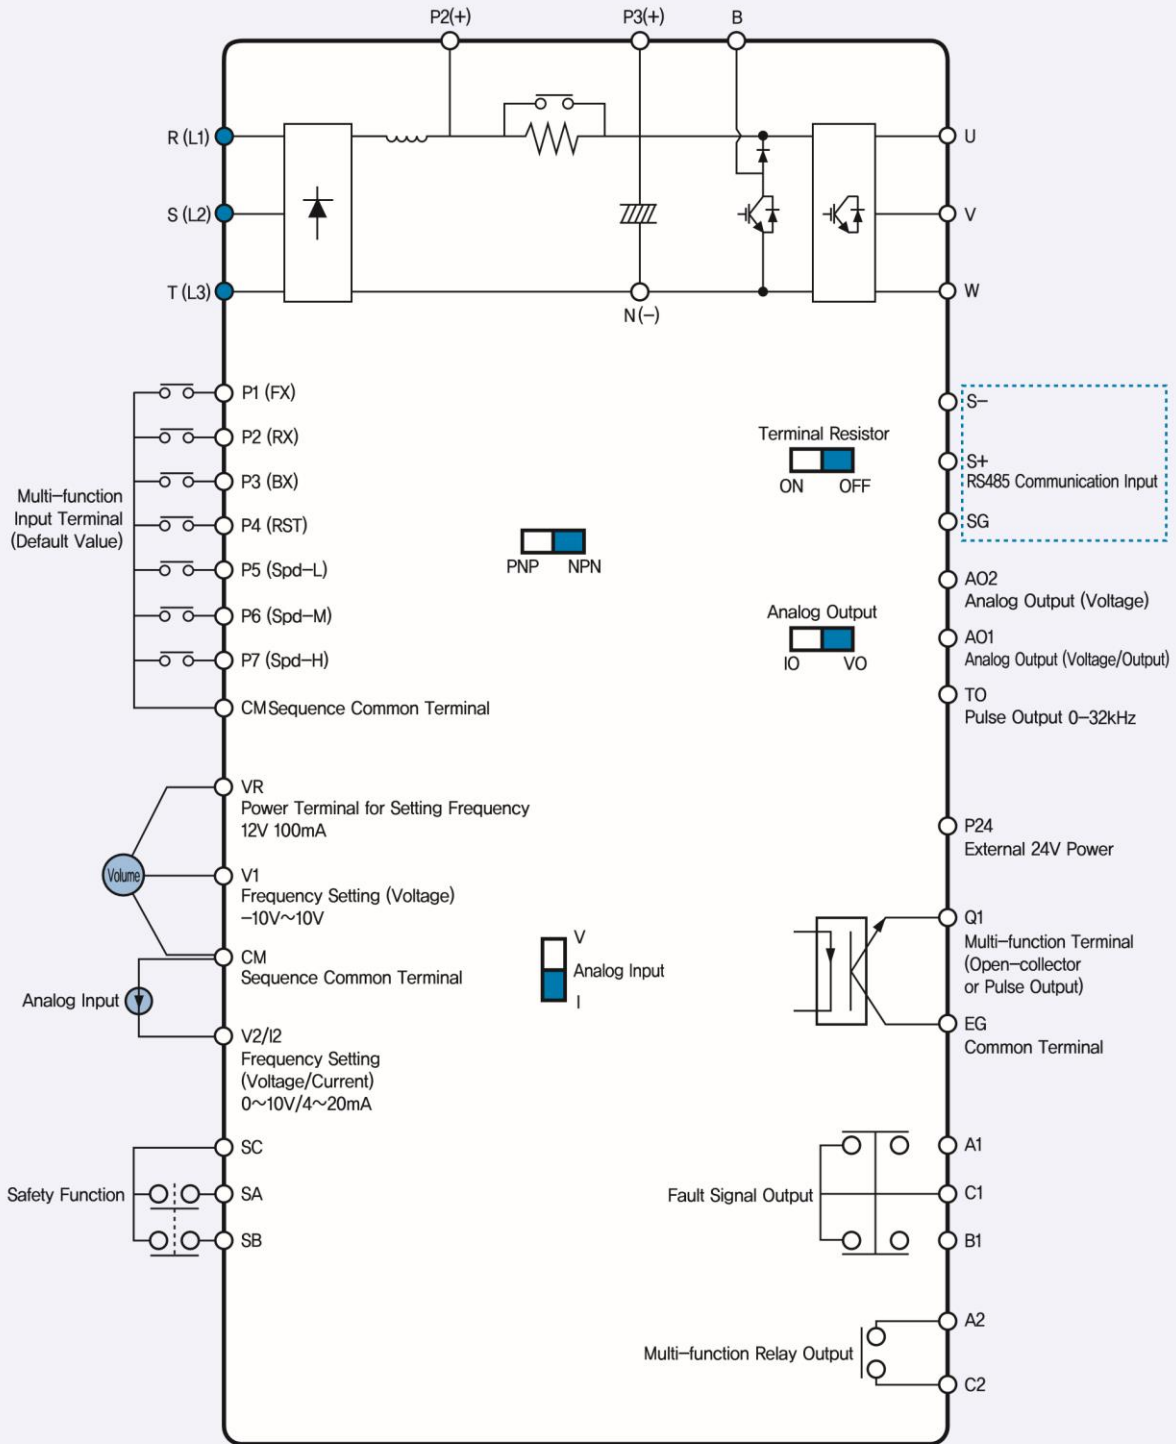 P2(+)
P3(+)
B
R (L1)
U
S (L2)
V
T (L3)
W
N (−)
P1 (FX)
P2 (RX)
P3 (BX)
P4 (RST)
P5 (Spd-L)
P6 (Spd-M)
P7 (Spd-H)
CM Sequence Common Terminal
Multi-function
Input Terminal
(Default Value)
PNP
NPN
Terminal Resistor
ON
OFF
S−
S+
RS485 Communication Input
SG
AO2
Analog Output (Voltage)
Analog Output
IO
VO
AO1
Analog Output (Voltage/Output)
TO
Pulse Output 0-32kHz
VR
Power Terminal for Setting Frequency
12V 100mA
Volume
V1
Frequency Setting (Voltage)
-10V~10V
CM
Sequence Common Terminal
Analog Input
V2/I2
Frequency Setting
(Voltage/Current)
0~10V/4~20mA
V
Analog Input
I
P24
External 24V Power
Q1
Multi-function Terminal
(Open-collector
or Pulse Output)
EG
Common Terminal
Safety Function
SC
SA
SB
Fault Signal Output
A1
C1
B1
Multi-function Relay Output
A2
C2